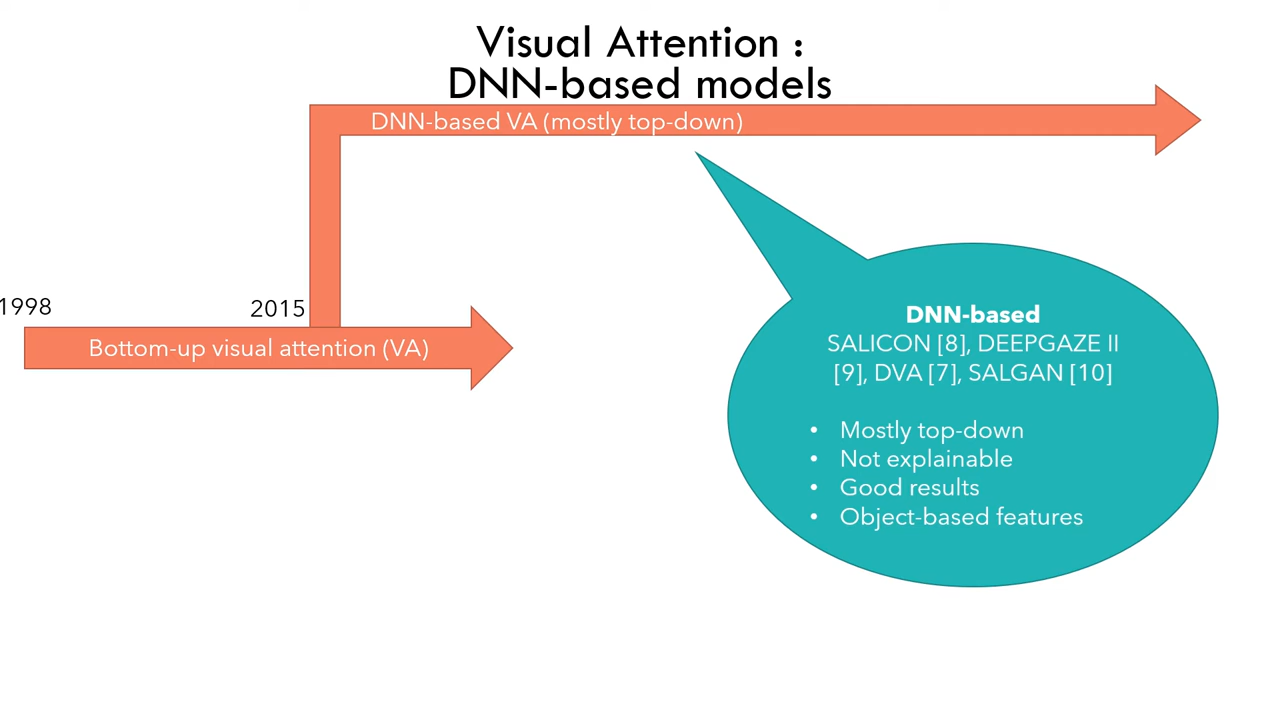 Visual Attention :
DNN-based models
DNN-based VA (mostly top-down)
1998
2015
Bottom-up visual attention (VA)
DNN-based
SALICON [8], DEEPGAZE II
[9], DVA [7], SALGAN [10]
• Mostly top-down
• Not explainable
• Good results
• Object-based features